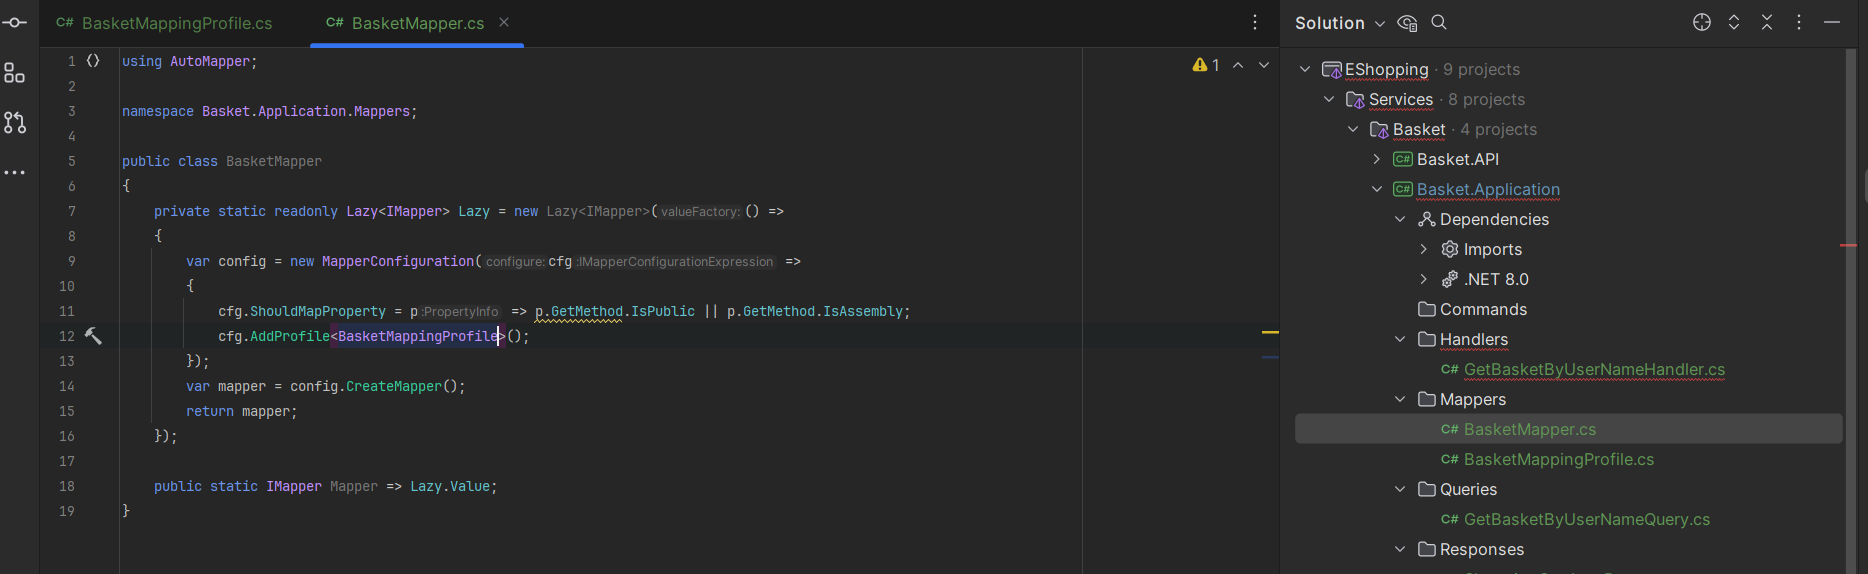 C# BasketMappingProfile.cs
C# BasketMapper.cs
Solution
1
1 using AutoMapper;
2
3 namespace Basket.Application.Mappers;
4
5 public class BasketMapper
6 {
7 private static readonly Lazy<IMapper> Lazy = new Lazy<IMapper>( valueFactory: () =>
8 {
9 var config = new MapperConfiguration( configure: cfg :IMapperConfigurationExpression =>
10 {
11 cfg.ShouldMapProperty = p :PropertyInfo => p.GetMethod.IsPublic || p.GetMethod.IsAssembly;
12 cfg.AddProfile<BasketMappingProfile>();
13 });
14 var mapper = config.CreateMapper();
15 return mapper;
16 });
17
18 public static IMapper Mapper => Lazy.Value;
19 }
EShopping · 9 projects
Services · 8 projects
Basket · 4 projects
C# Basket.API
C# Basket.Application
Dependencies
Imports
.NET 8.0
Commands
Handlers
C# GetBasketByUserNameHandler.cs
Mappers
C# BasketMapper.cs
C# BasketMappingProfile.cs
Queries
C# GetBasketByUserNameQuery.cs
Responses